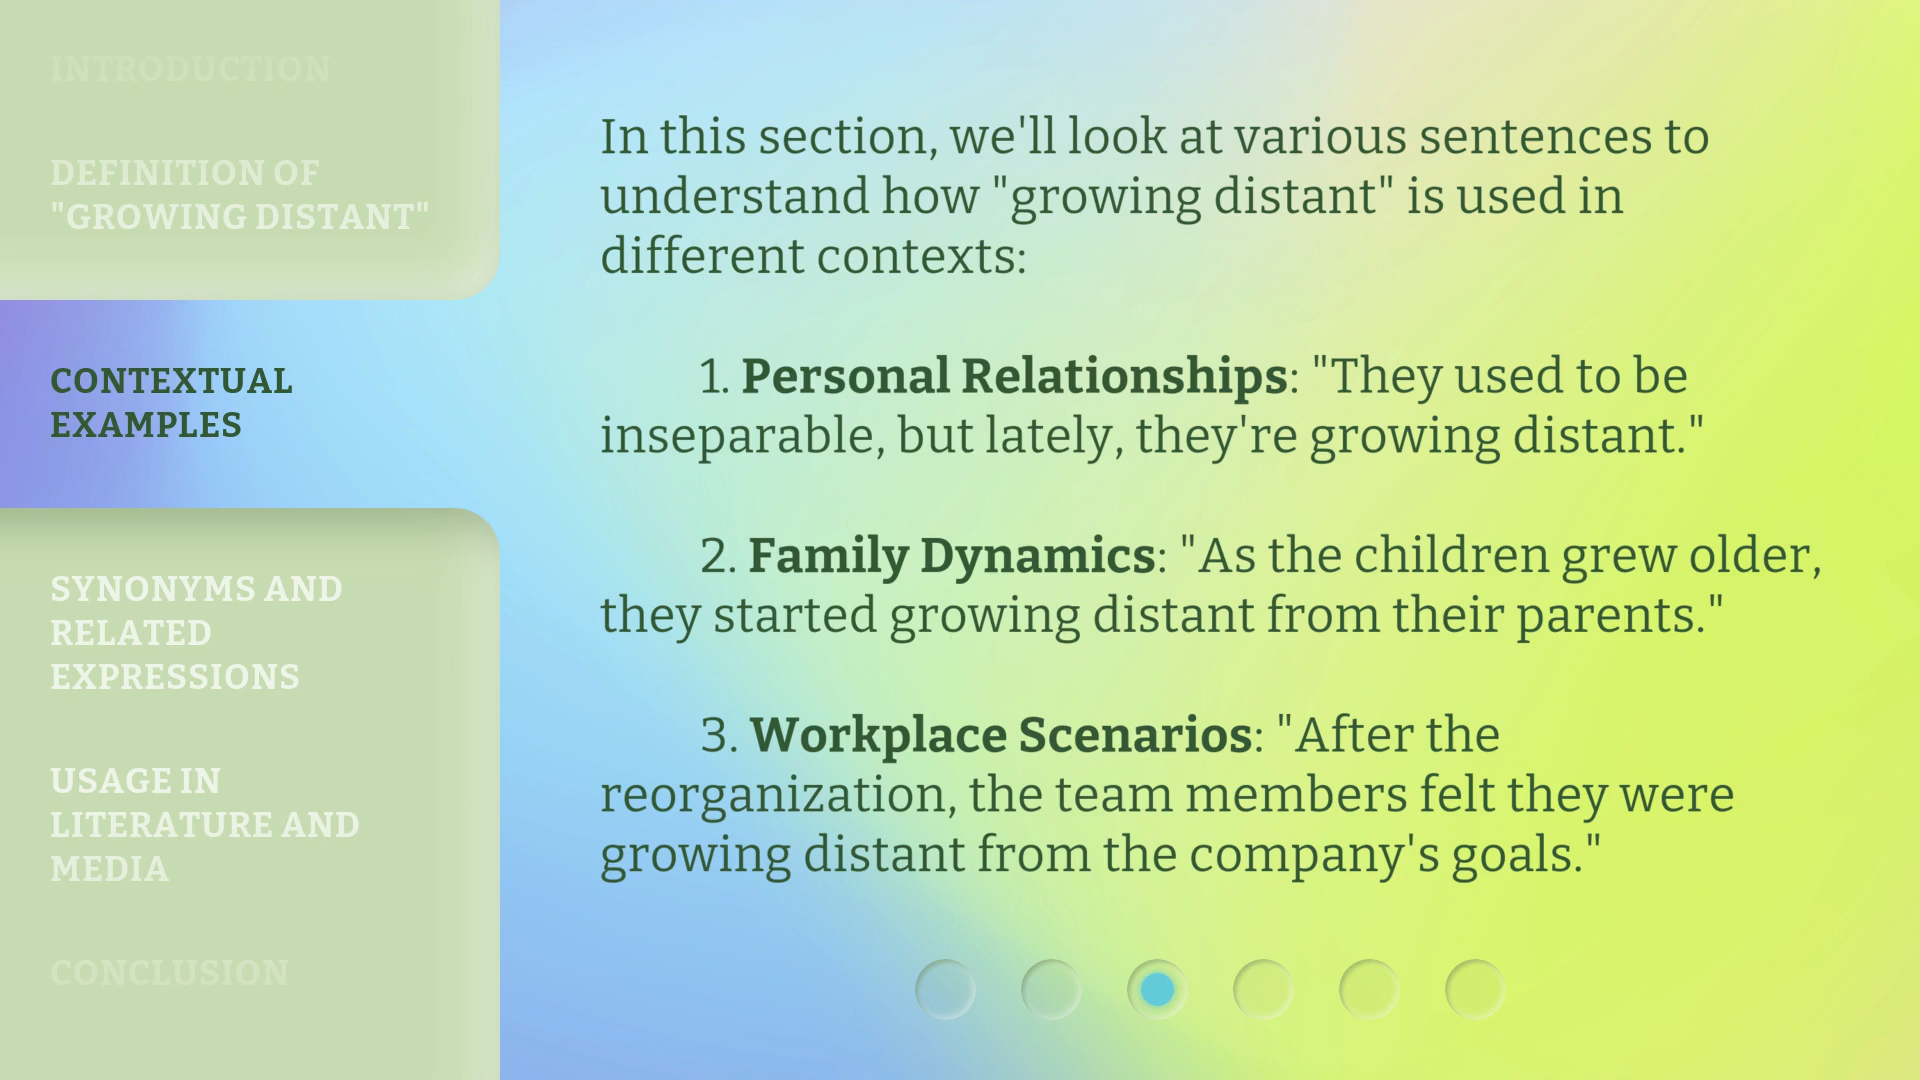 INTRODUCTION
DEFINITION OF
"GROWING DISTANT"
CONTEXTUAL
EXAMPLES
SYNONYMS AND
RELATED
EXPRESSIONS
USAGE IN
LITERATURE AND
MEDIA
CONCLUSION
In this section, we'll look at various sentences to
understand how "growing distant" is used in
different contexts:
1. Personal Relationships: "They used to be
inseparable, but lately, they're growing distant."
2. Family Dynamics: "As the children grew older,
they started growing distant from their parents."
3. Workplace Scenarios: "After the
reorganization, the team members felt they were
growing distant from the company's goals."